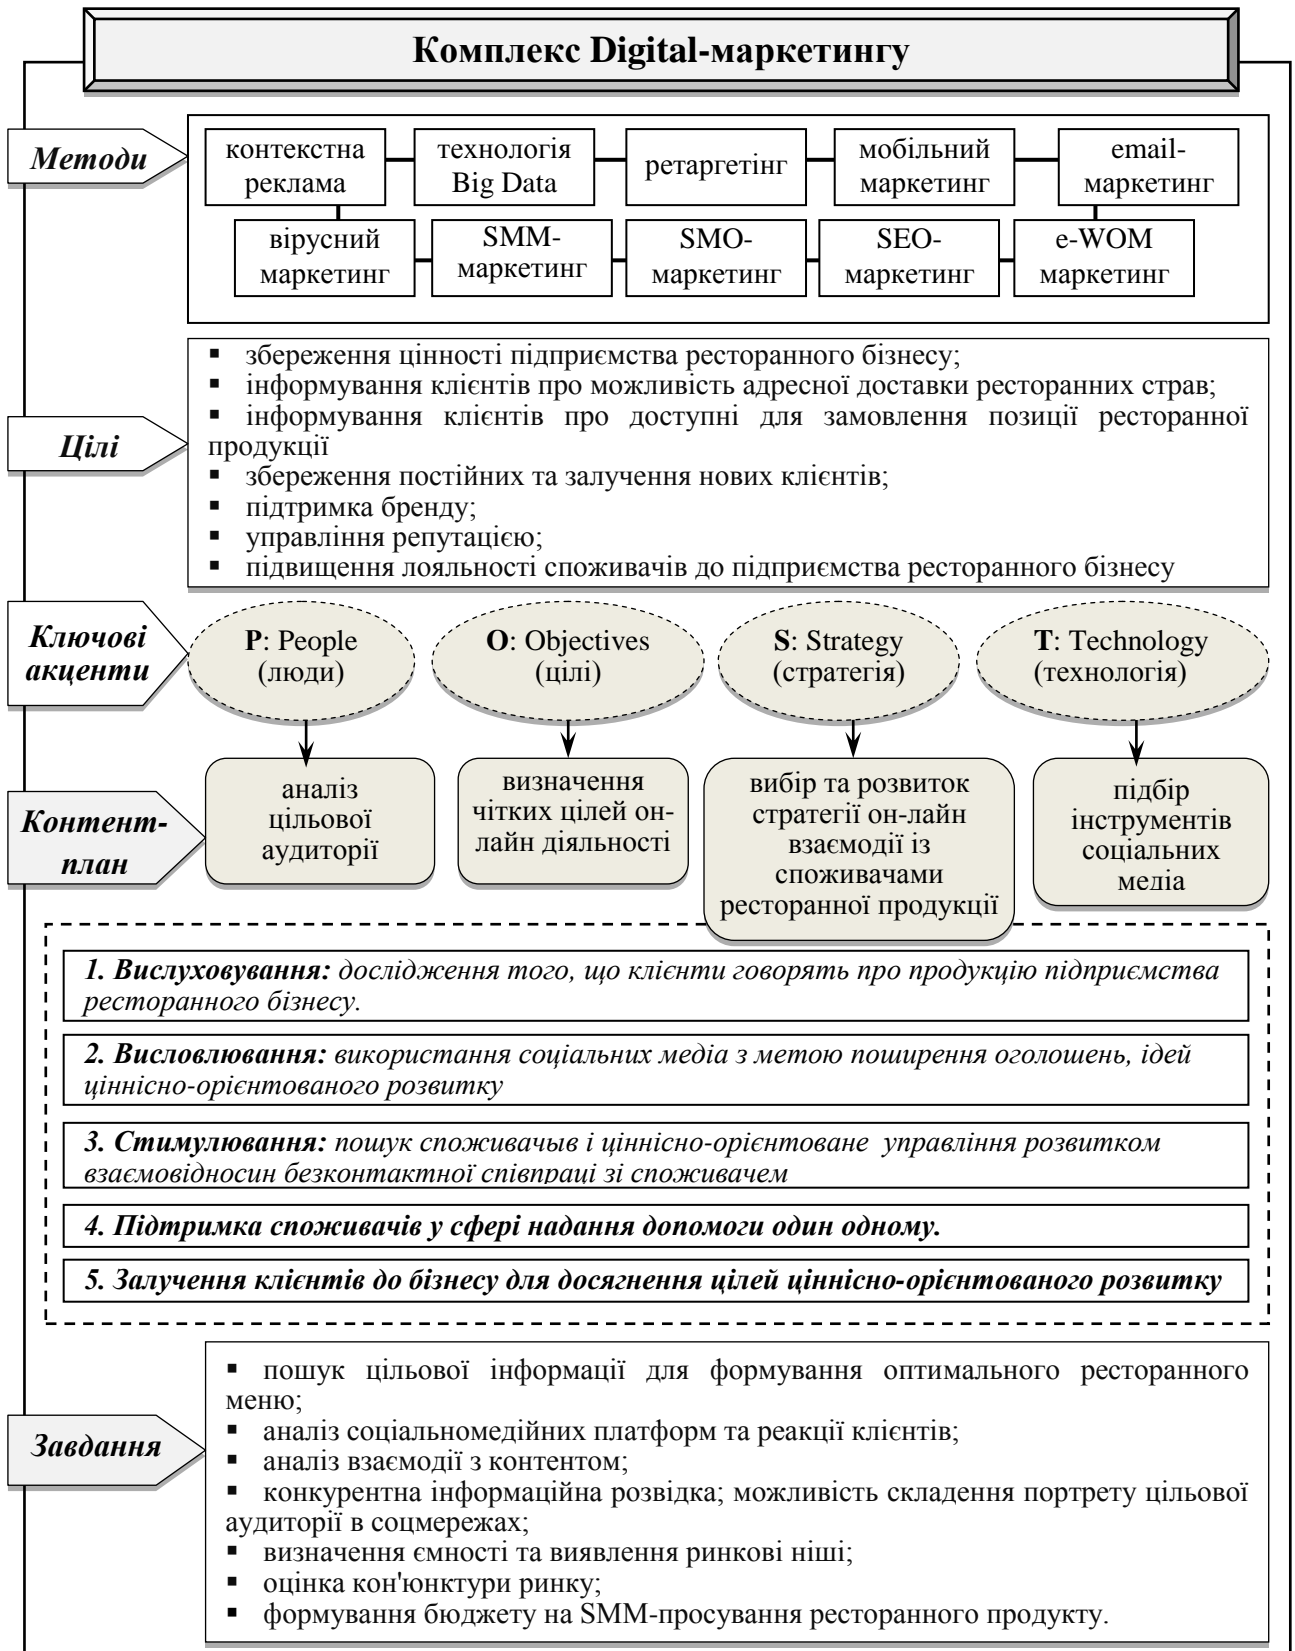 Комплекс Digital-маркетингу
Методи
контекстна
реклама
технологія
Big Data
ретаргетінг
мобільний
маркетинг
email-
маркетинг
вірусний
маркетинг
SMM-
маркетинг
SMO-
маркетинг
SEO-
маркетинг
e-WOM
маркетинг
Цілі
▪ збереження цінності підприємства ресторанного бізнесу;
▪ інформування клієнтів про можливість адресної доставки ресторанних страв;
▪ інформування клієнтів про доступні для замовлення позиції ресторанної
продукції
▪ збереження постійних та залучення нових клієнтів;
▪ підтримка бренду;
▪ управління репутацією;
▪ підвищення лояльності споживачів до підприємства ресторанного бізнесу
Ключові
акценти
P: People
(люди)
O: Objectives
(цілі)
S: Strategy
(стратегія)
T: Technology
(технологія)
Контент-
план
аналіз
цільової
аудиторії
визначення
чітких цілей он-
лайн діяльності
вибір та розвиток
стратегії он-лайн
взаємодії із
споживачами
ресторанної продукції
підбір
інструментів
соціальних
медіа
1. Вислуховування: дослідження того, що клієнти говорять про продукцію підприємства
ресторанного бізнесу.
2. Висловлювання: використання соціальних медіа з метою поширення оголошень, ідей
ціннісно-орієнтованого розвитку
3. Стимулювання: пошук споживачыв і ціннісно-орієнтоване управління розвитком
взаємовідносин безконтактної співпраці зі споживачем
4. Підтримка споживачів у сфері надання допомоги один одному.
5. Залучення клієнтів до бізнесу для досягнення цілей ціннісно-орієнтованого розвитку
Завдання
▪ пошук цільової інформації для формування оптимального ресторанного
меню;
▪ аналіз соціальномедійних платформ та реакції клієнтів;
▪ аналіз взаємодії з контентом;
▪ конкурентна інформаційна розвідка; можливість складення портрету цільової
аудиторії в соцмережах;
▪ визначення ємності та виявлення ринкові ніші;
▪ оцінка кон'юнктури ринку;
▪ формування бюджету на SMM-просування ресторанного продукту.